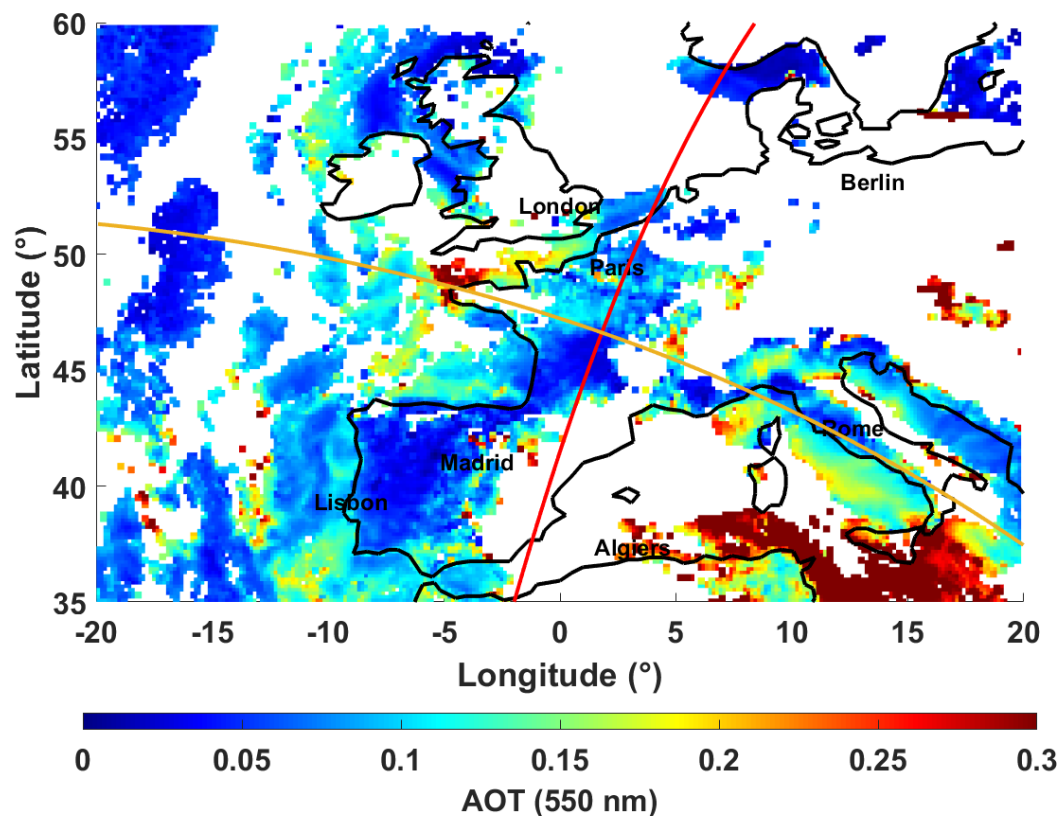 60
55
50
45
40
35
Latitude (°)
Berlin
London
Paris
Rome
Madrid
Lisbon
Algiers
-20 -15 -10 -5 0 5 10 15 20
Longitude (°)
0 0.05 0.1 0.15 0.2 0.25 0.3
AOT (550 nm)